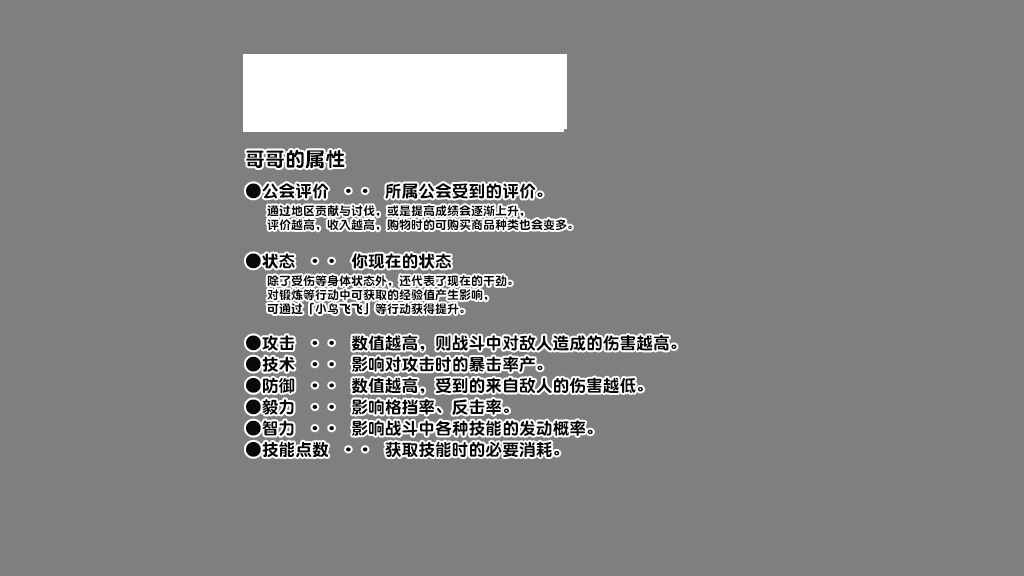 哥哥的属性
●公会评价 ・・ 所属公会受到的评价。
通过地区贡献与讨伐，或是提高成绩会逐渐上升，
评价越高，收入越高，购物时的可购买商品种类也会变多。
●状态 ・・ 你现在的状态
除了受伤等身体状态外，还代表了现在的干劲。
对锻炼等行动中可获取的经验值产生影响，
可通过「小鸟飞飞」等行动获得提升。
●攻击 ・・ 数值越高，则战斗中对敌人造成的伤害越高。
●技术 ・・ 影响对攻击时的暴击率产。
●防御 ・・ 数值越高，受到的来自敌人的伤害越低。
●毅力 ・・ 影响格挡率、反击率。
●智力 ・・ 影响战斗中各种技能的发动概率。
●技能点数 ・・ 获取技能时的必要消耗。